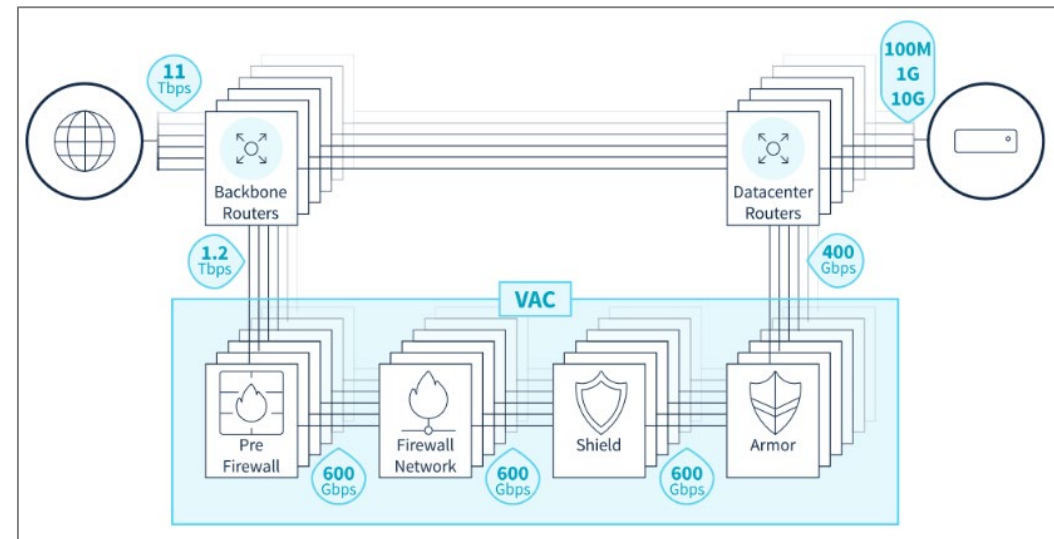 11
Tbps
100M
1G
10G
Backbone
Routers
Datacenter
Routers
1.2
Tbps
400
Gbps
VAC
Pre
Firewall
Firewall
Network
Shield
Armor
600
Gbps
600
Gbps
600
Gbps